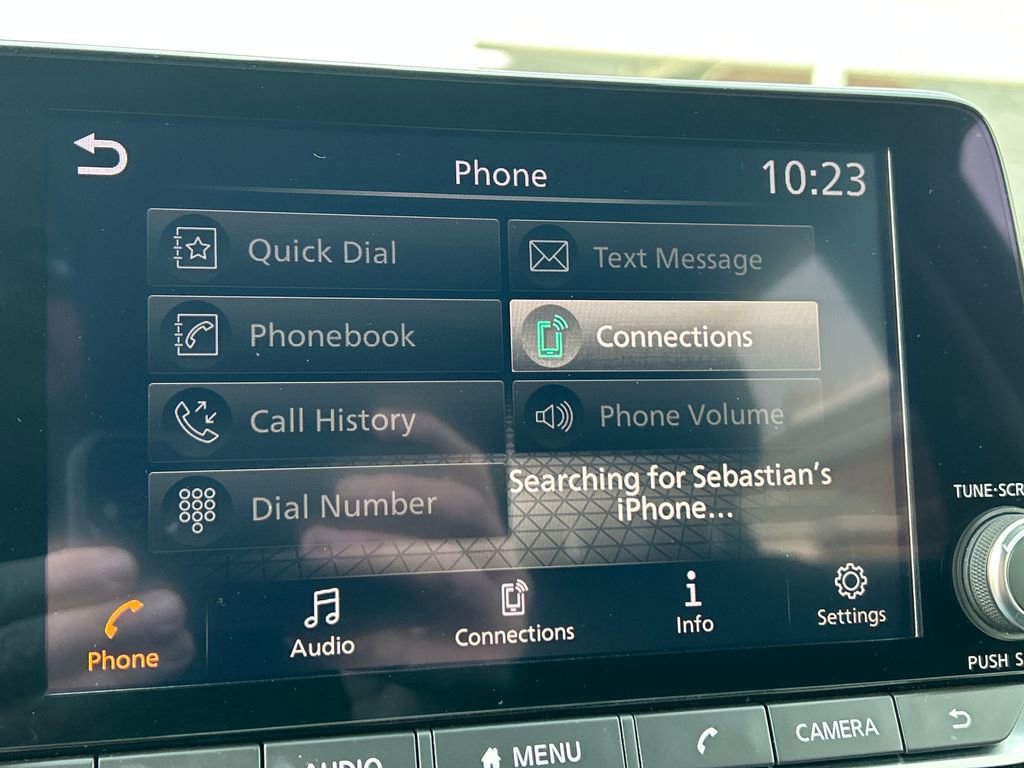 Phone
10:23
Quick Dial
Text Message
Phonebook
Connections
Call History
Phone Volume
Dial Number
Searching for Sebastian's
iPhone...
Phone
Audio
Connections
Info
Settings
TUNE·SCR
PUSH S
AUDIO
MENU
CAMERA